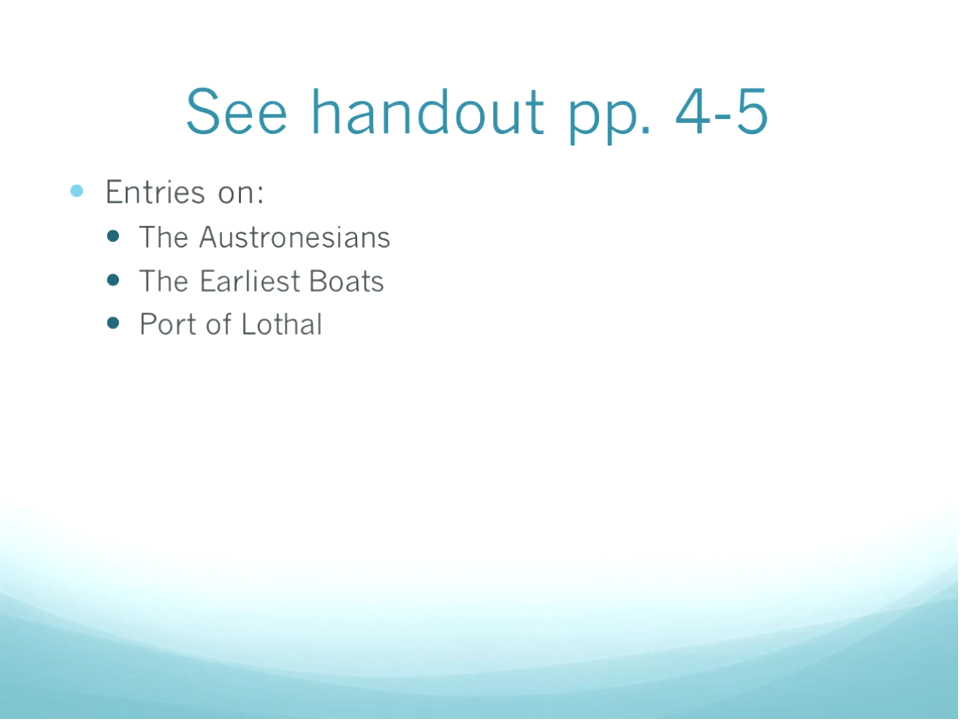 See handout pp. 4-5
Entries on:
The Austronesians
The Earliest Boats
Port of Lothal